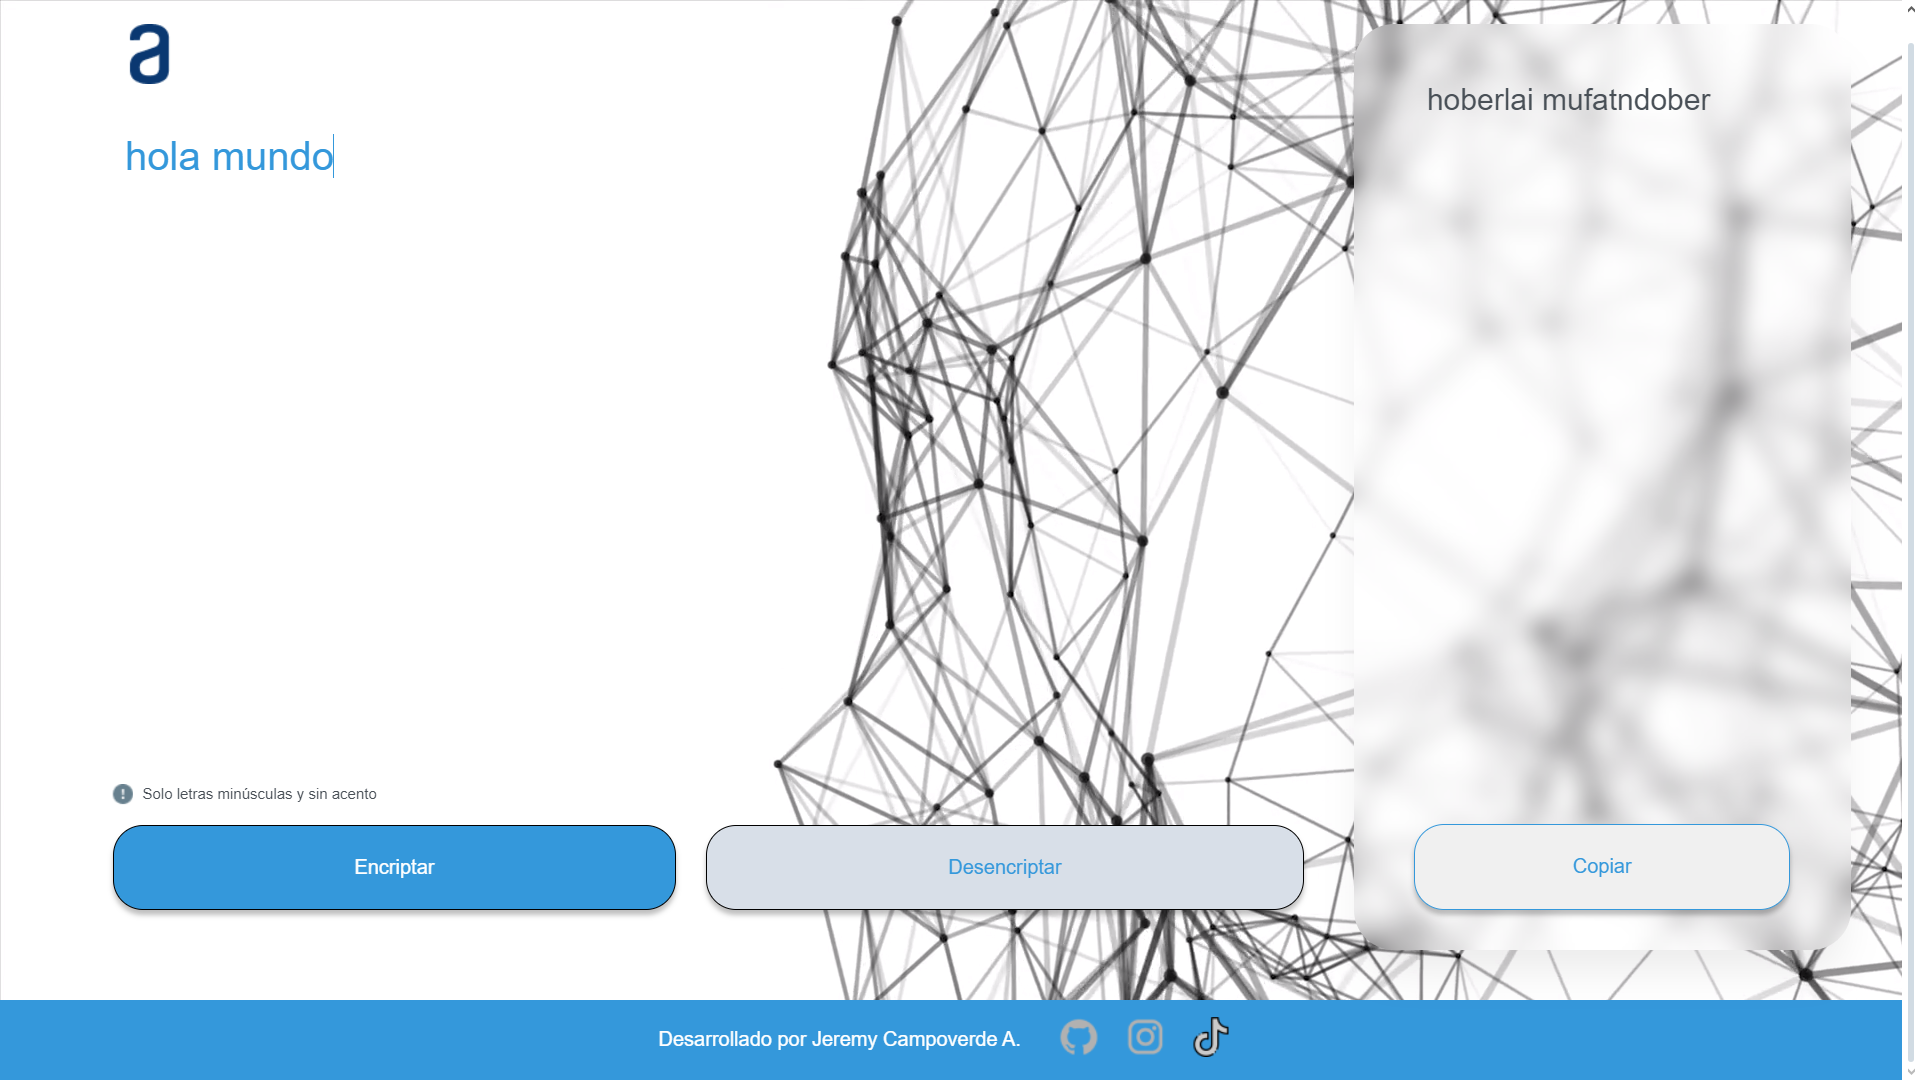 a
hola mundo
hoberlai mufatndober
Solo letras minúsculas y sin acento
Encriptar
Desencriptar
Copiar
Desarrollado por Jeremy Campoverde A.